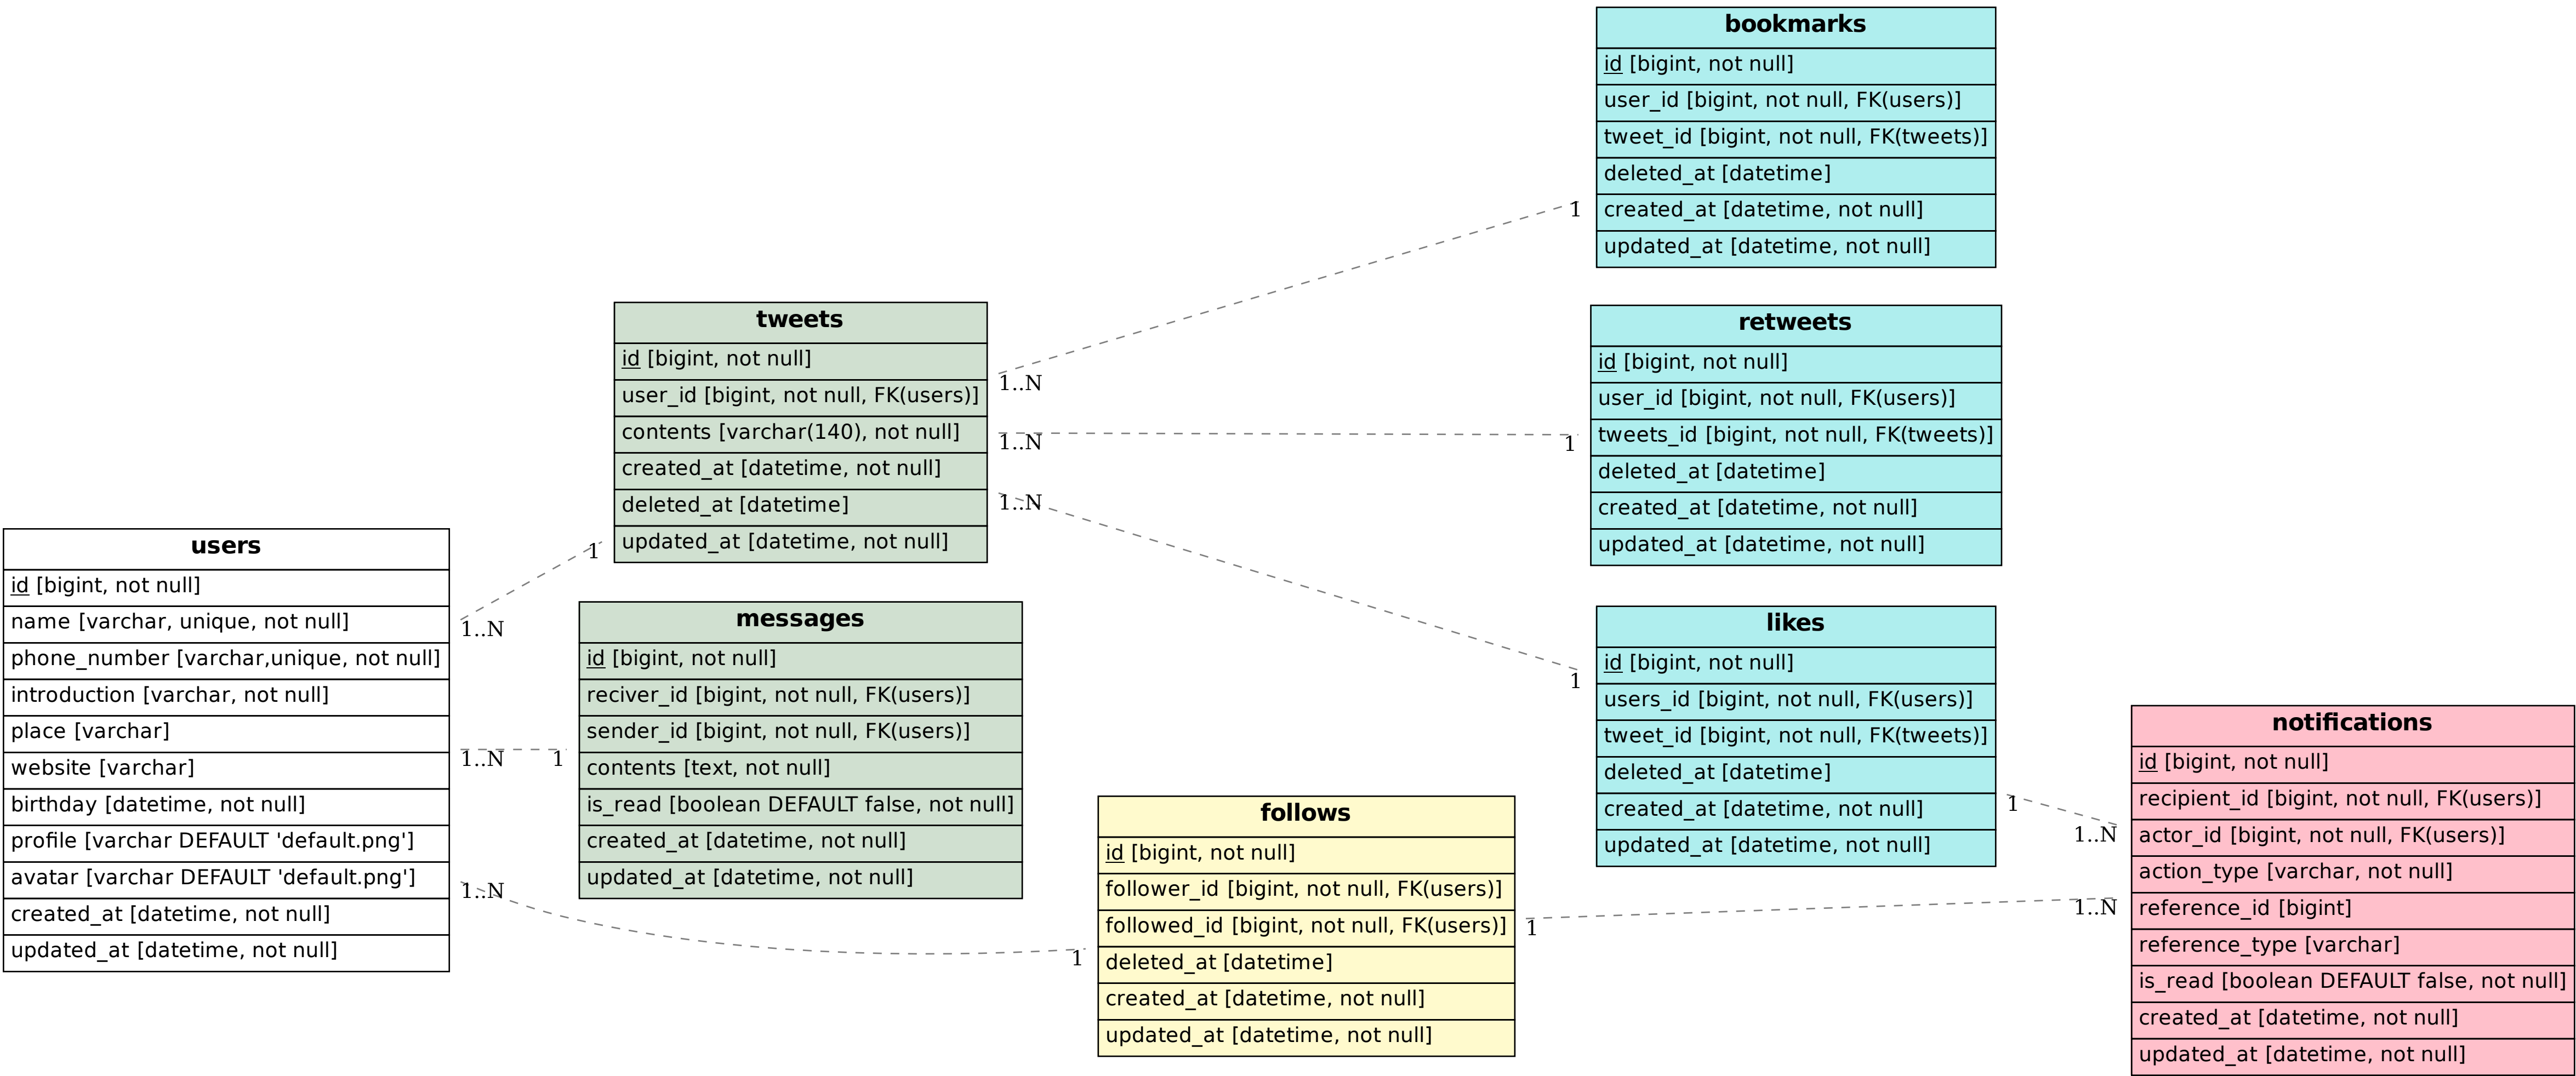 bookmarks
id [bigint, not null]
user_id [bigint, not null, FK(users)]
tweet_id [bigint, not null, FK(tweets)]
deleted_at [datetime]
created_at [datetime, not null]
updated_at [datetime, not null]
1
tweets
id [bigint, not null]
user_id [bigint, not null, FK(users)]
contents [varchar(140), not null]
created_at [datetime, not null]
deleted_at [datetime]
updated_at [datetime, not null]
1..N
1..N
1..N
1
retweets
id [bigint, not null]
user_id [bigint, not null, FK(users)]
tweets_id [bigint, not null, FK(tweets)]
deleted_at [datetime]
created_at [datetime, not null]
updated_at [datetime, not null]
1
users
id [bigint, not null]
name [varchar, unique, not null]
phone_number [varchar,unique, not null]
introduction [varchar, not null]
place [varchar]
website [varchar]
birthday [datetime, not null]
profile [varchar DEFAULT 'default.png']
avatar [varchar DEFAULT 'default.png']
created_at [datetime, not null]
updated_at [datetime, not null]
1..N
1..N
1..N
messages
id [bigint, not null]
reciver_id [bigint, not null, FK(users)]
sender_id [bigint, not null, FK(users)]
contents [text, not null]
is_read [boolean DEFAULT false, not null]
created_at [datetime, not null]
updated_at [datetime, not null]
1
likes
id [bigint, not null]
users_id [bigint, not null, FK(users)]
tweet_id [bigint, not null, FK(tweets)]
deleted_at [datetime]
created_at [datetime, not null]
updated_at [datetime, not null]
1
1
follows
id [bigint, not null]
follower_id [bigint, not null, FK(users)]
followed_id [bigint, not null, FK(users)]
deleted_at [datetime]
created_at [datetime, not null]
updated_at [datetime, not null]
1
1
notifications
id [bigint, not null]
recipient_id [bigint, not null, FK(users)]
actor_id [bigint, not null, FK(users)]
action_type [varchar, not null]
reference_id [bigint]
reference_type [varchar]
is_read [boolean DEFAULT false, not null]
created_at [datetime, not null]
updated_at [datetime, not null]
1..N
1..N